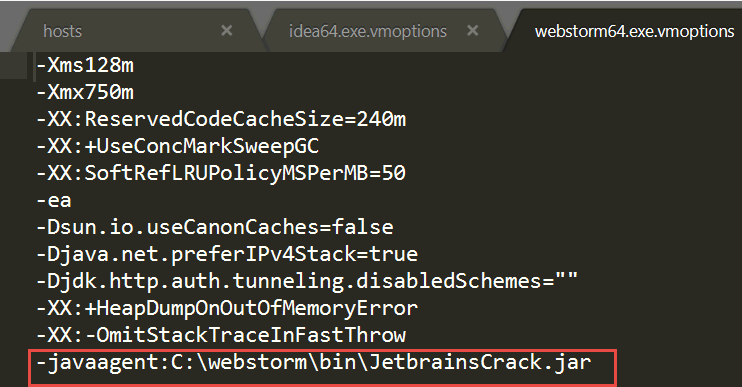 hosts
idea64.exe.vmoptions
webstorm64.exe.vmoptions
-Xms128m
-Xmx750m
-XX:ReservedCodeCacheSize=240m
-XX:+UseConcMarkSweepGC
-XX:SoftRefLRUPolicyMSPerMB=50
-ea
-Dsun.io.useCanonCaches=false
-Djava.net.preferIPv4Stack=true
-Djdk.http.auth.tunneling.disabledSchemes=""
-XX:+HeapDumpOnOutOfMemoryError
-XX:-OmitStackTraceInFastThrow
-javaagent:C:\webstorm\bin\JetbrainsCrack.jar